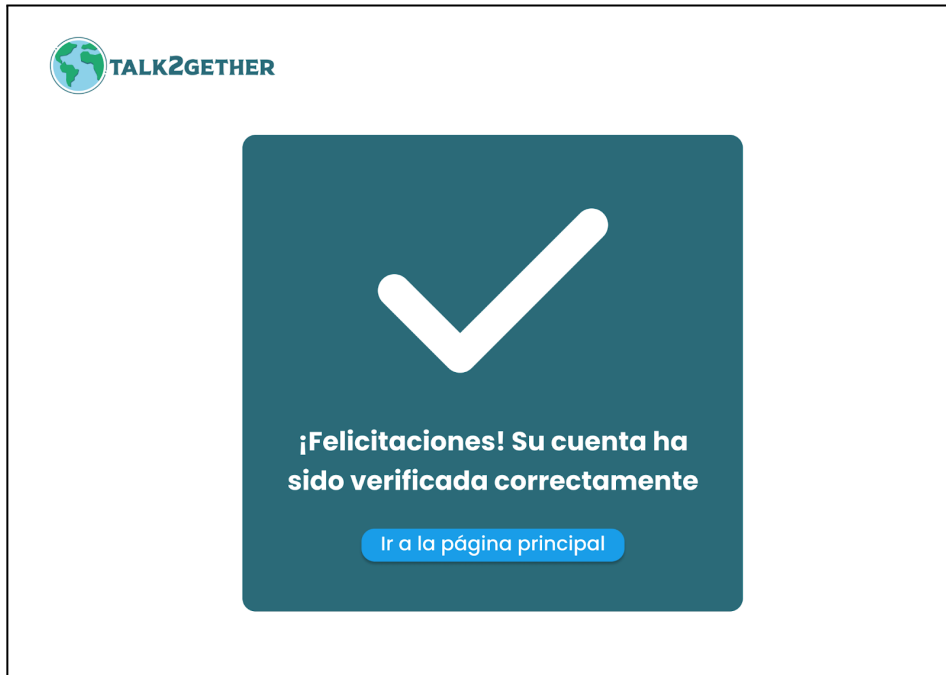 TALK2GETHER
¡Felicitaciones! Su cuenta ha
sido verificada correctamente
Ir a la página principal